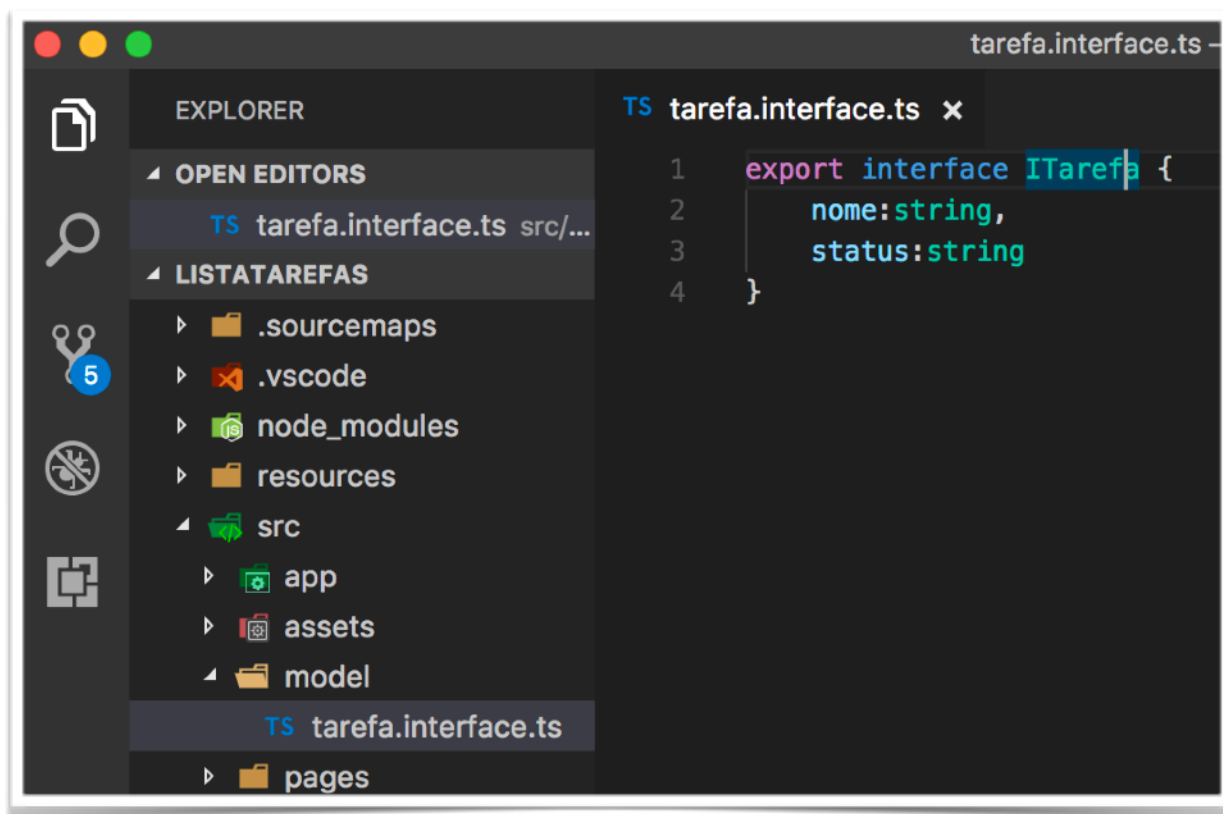 tarefa.interface.ts –
EXPLORER
OPEN EDITORS
TS tarefa.interface.ts src/...
LISTATAREFAS
.sourcemaps
.vscode
node_modules
resources
src
app
assets
model
TS tarefa.interface.ts
pages
5
TS tarefa.interface.ts ×
1 export interface ITarefa {
2 nome:string,
3 status:string
4 }